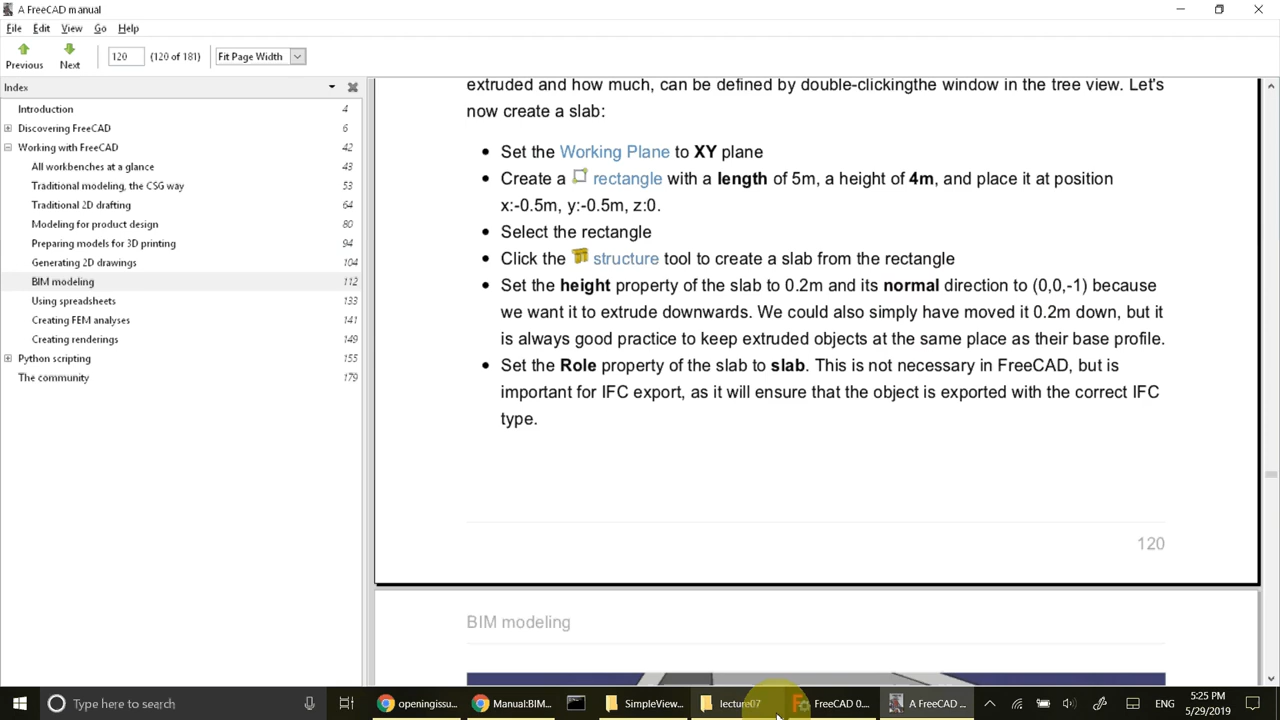 A FreeCAD manual
File Edit View Go Help
Previous Next 120 (120 of 181) Fit Page Width
Index
Introduction 4
Discovering FreeCAD 6
Working with FreeCAD 42
All workbenches at a glance 43
Traditional modeling, the CSG way 53
Traditional 2D drafting 64
Modeling for product design 80
Preparing models for 3D printing 94
Generating 2D drawings 104
BIM modeling 112
Using spreadsheets 133
Creating FEM analyses 141
Creating renderings 149
Python scripting 155
The community 179
extruded and how much, can be defined by double-clickingthe window in the tree view. Let's
now create a slab:
Set the Working Plane to XY plane
Create a rectangle with a length of 5m, a height of 4m, and place it at position
x:-0.5m, y:-0.5m, z:0.
Select the rectangle
Click the structure tool to create a slab from the rectangle
Set the height property of the slab to 0.2m and its normal direction to (0,0,-1) because
we want it to extrude downwards. We could also simply have moved it 0.2m down, but it
is always good practice to keep extruded objects at the same place as their base profile.
Set the Role property of the slab to slab. This is not necessary in FreeCAD, but is
important for IFC export, as it will ensure that the object is exported with the correct IFC
type.
120
BIM modeling
Type here to search
openingissu...
Manual:BIM...
SimpleView...
lecture07
FreeCAD 0....
A FreeCAD ...
ENG
5:25 PM
5/29/2019